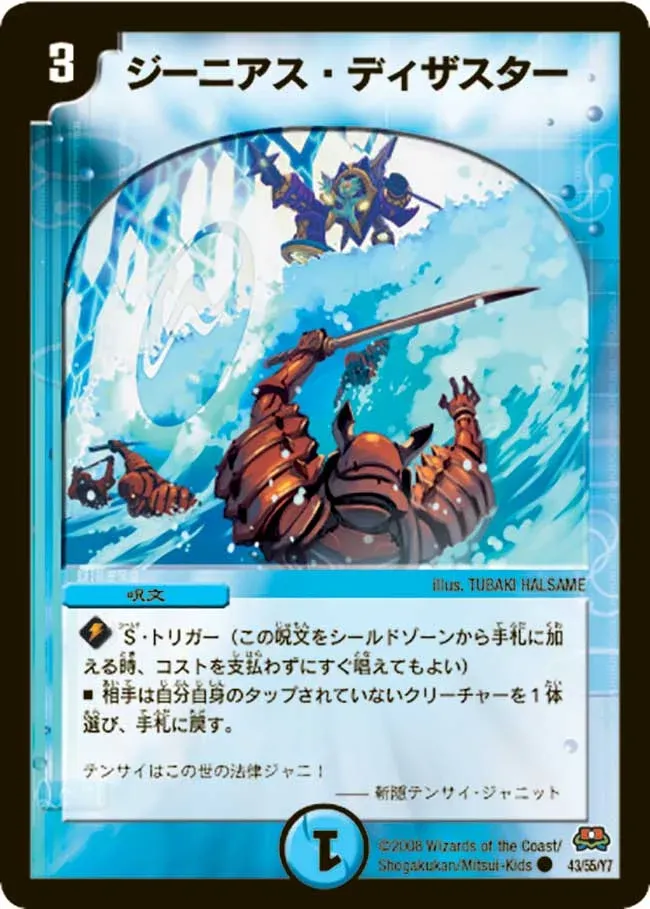 3
ジーニアス・ディザスター
illus. TUBAKI HALSAME
呪文
S・トリガー（この呪文をシールドゾーンから手札に加
える時、コストを支払わずにすぐ唱えてもよい）
■ 相手は自分自身のタップされていないクリーチャーを1体
選び、手札に戻す。
テンサイはこの世の法律ジャニ！
—— 斬隠テンサイ・ジャニット
1
©2008 Wizards of the Coast/
Shogakukan/Mitsui-Kids
43/55/Y7